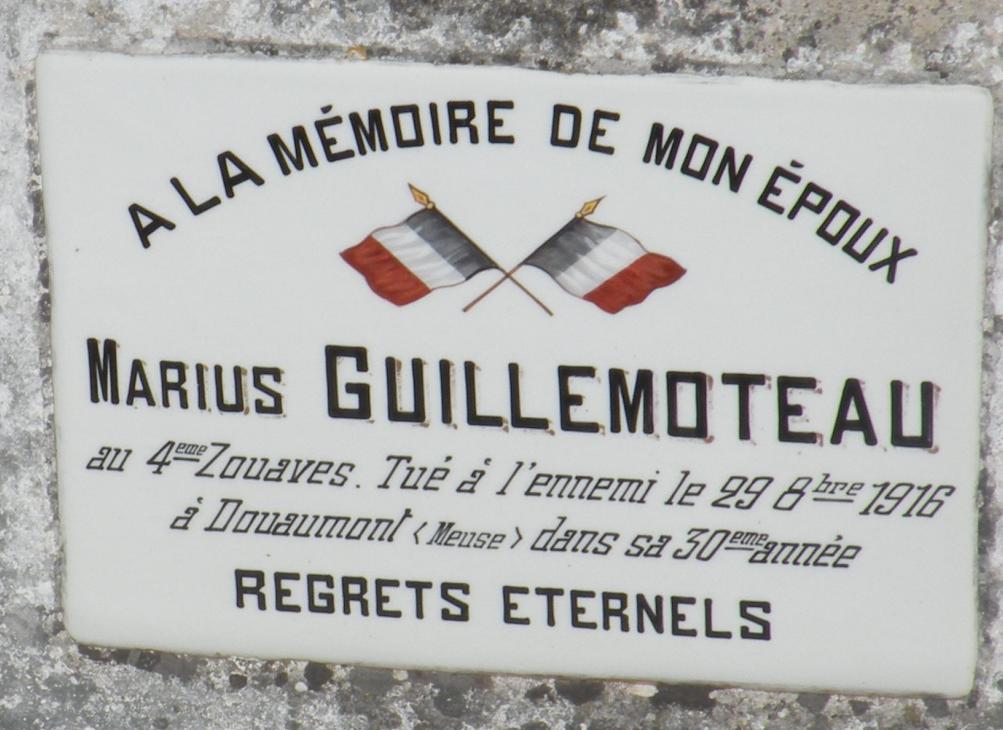 A LA MÉMOIRE DE MON ÉPOUX
MARIUS GUILLEMOTEAU
au 4eme Zouaves. Tué à l'ennemi le 29 8bre 1916
à Douaumont (Meuse) dans sa 30eme année
REGRETS ETERNELS